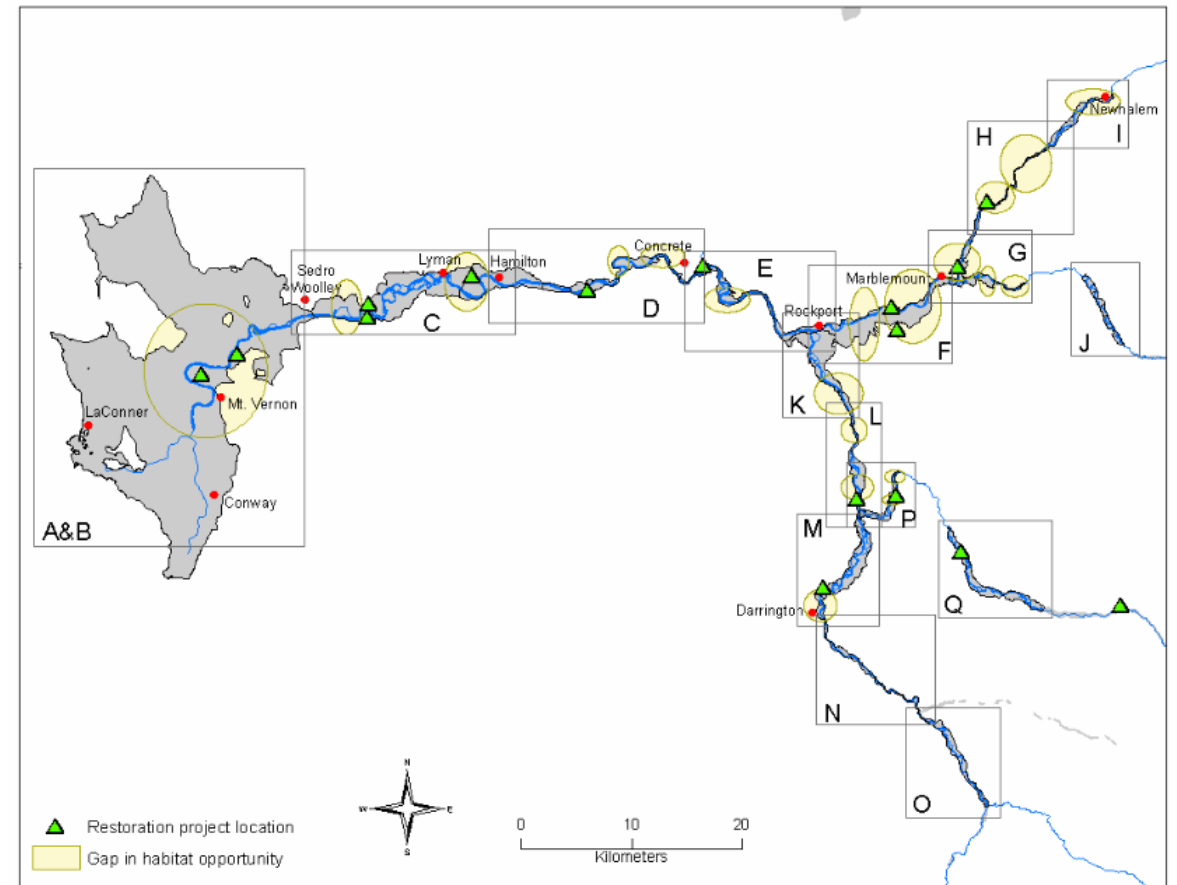 Newhalem
I
H
G
Marblemoun
J
Concrete
E
Hamilton
Lyman
Sedro
Woolley
D
C
Rockport
F
K
L
Mt. Vernon
LaConner
Conway
A&B
P
M
Q
Darrington
N
O
N
W
E
S
Restoration project location
Gap in habitat opportunity
0 10 20
Kilometers